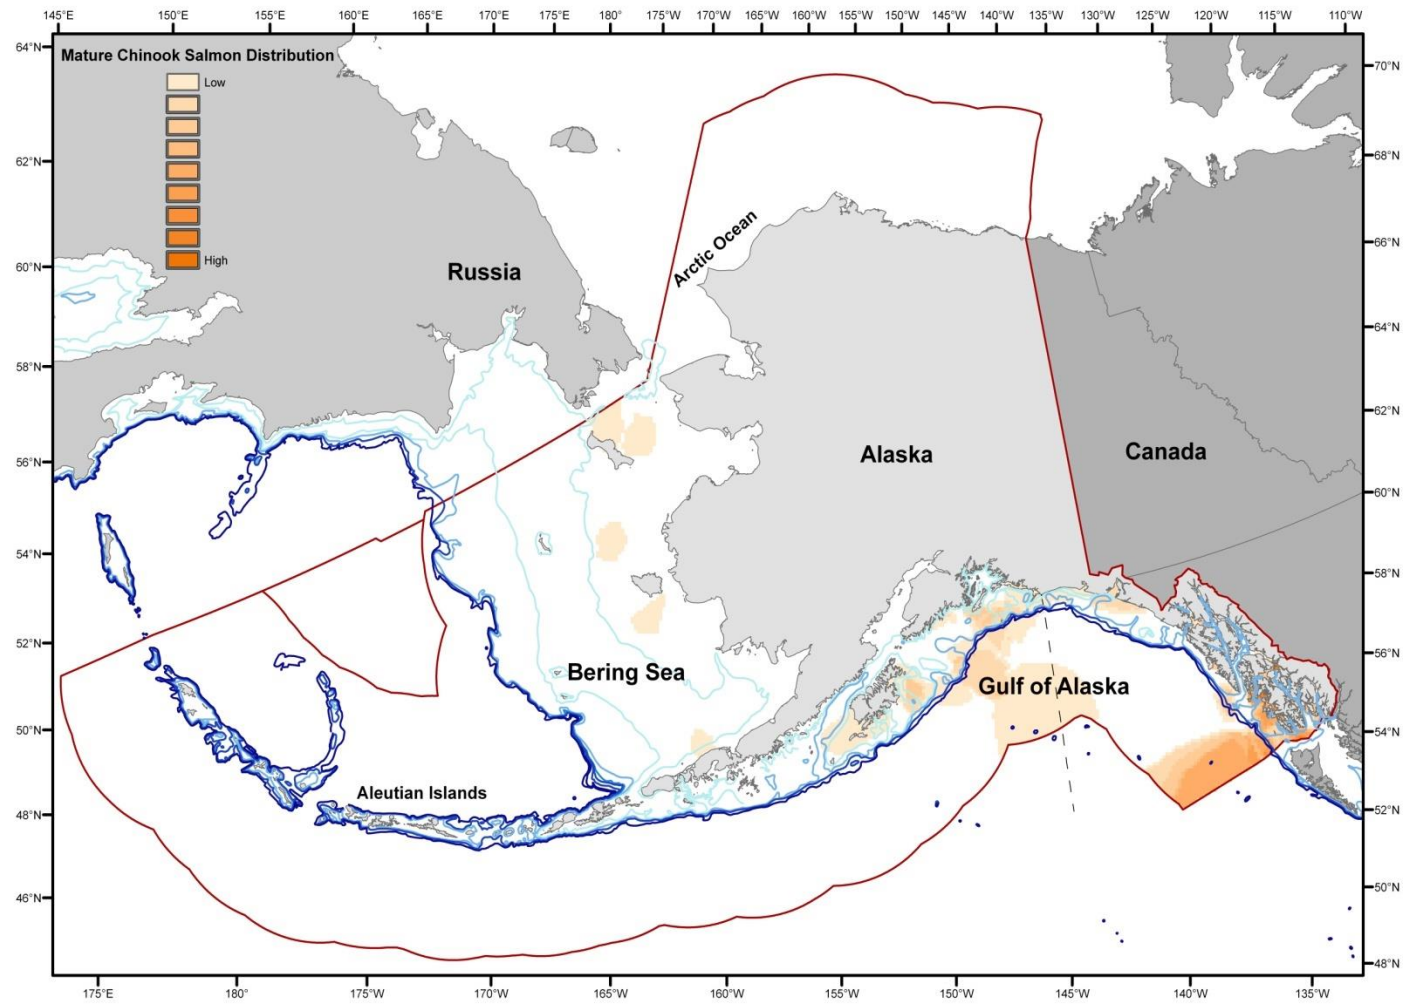 145°E 150°E 155°E 160°E 165°E 170°E 175°E 180° 175°W 170°W 165°W 160°W 155°W 150°W 145°W 140°W 135°W 130°W 125°W 120°W 115°W 110°W
64°N
Mature Chinook Salmon Distribution
Low
High
70°N
62°N
68°N
Arctic Ocean
66°N
60°N
Russia
64°N
58°N
62°N
56°N
Alaska
Canada
60°N
54°N
58°N
52°N
Bering Sea
Gulf of Alaska
56°N
50°N
54°N
Aleutian Islands
48°N
52°N
46°N
50°N
48°N
175°E 180° 175°W 170°W 165°W 160°W 155°W 150°W 145°W 140°W 135°W